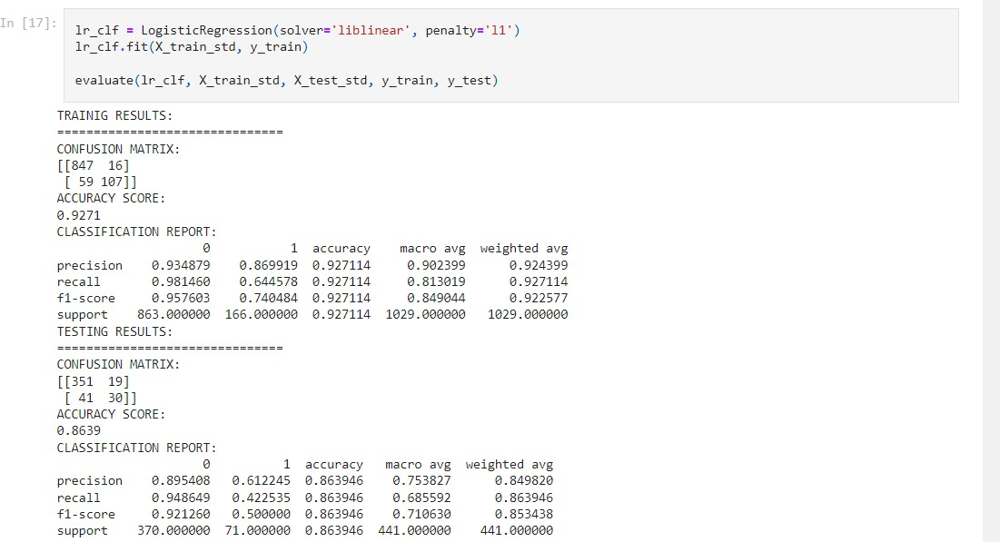 In [17]:
lr_clf = LogisticRegression(solver='liblinear', penalty='l1')
lr_clf.fit(X_train_std, y_train)
evaluate(lr_clf, X_train_std, X_test_std, y_train, y_test)
TRAINIG RESULTS:
===============================
CONFUSION MATRIX:
[[847  16]
 [ 59 107]]
ACCURACY SCORE:
0.9271
CLASSIFICATION REPORT:
                    0           1  accuracy    macro avg  weighted avg
precision    0.934879    0.869919  0.927114     0.902399      0.924399
recall       0.981460    0.644578  0.927114     0.813019      0.927114
f1-score     0.957603    0.740484  0.927114     0.849044      0.922577
support    863.000000  166.000000  0.927114  1029.000000   1029.000000
TESTING RESULTS:
===============================
CONFUSION MATRIX:
[[351  19]
 [ 41  30]]
ACCURACY SCORE:
0.8639
CLASSIFICATION REPORT:
                    0          1  accuracy   macro avg  weighted avg
precision    0.895408   0.612245  0.863946    0.753827      0.849820
recall       0.948649   0.422535  0.863946    0.685592      0.863946
f1-score     0.921260   0.500000  0.863946    0.710630      0.853438
support    370.000000  71.000000  0.863946  441.000000    441.000000